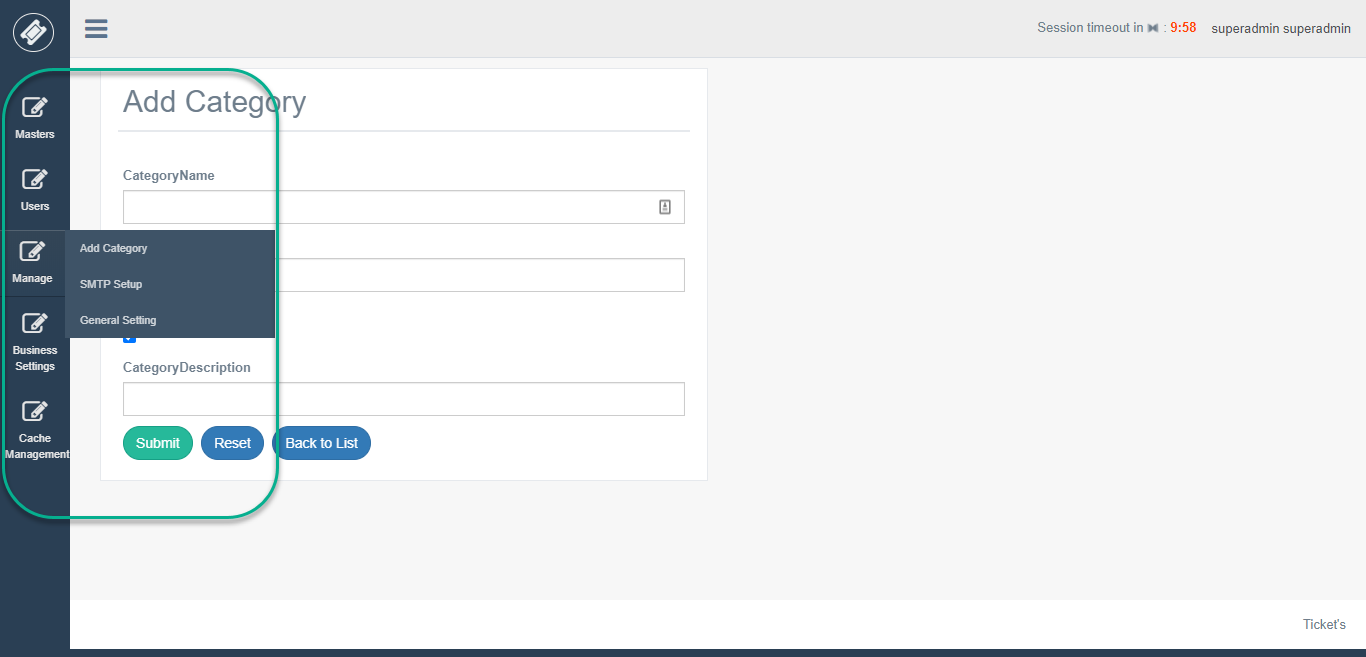 Session timeout in : 9:58
superadmin superadmin
Masters
Users
Manage
Add Category
SMTP Setup
General Setting
Business
Settings
Cache
Management
Add Category
CategoryName
CategoryDescription
Submit
Reset
Back to List
Ticket's